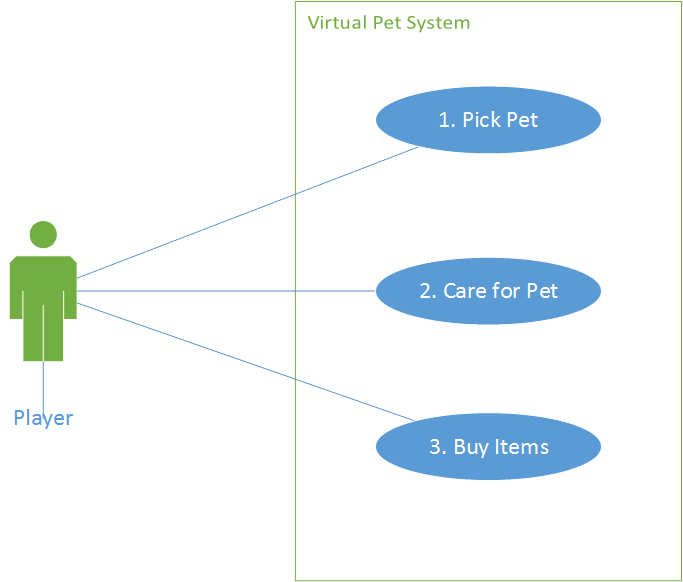 Virtual Pet System
1. Pick Pet
2. Care for Pet
Player
3. Buy Items